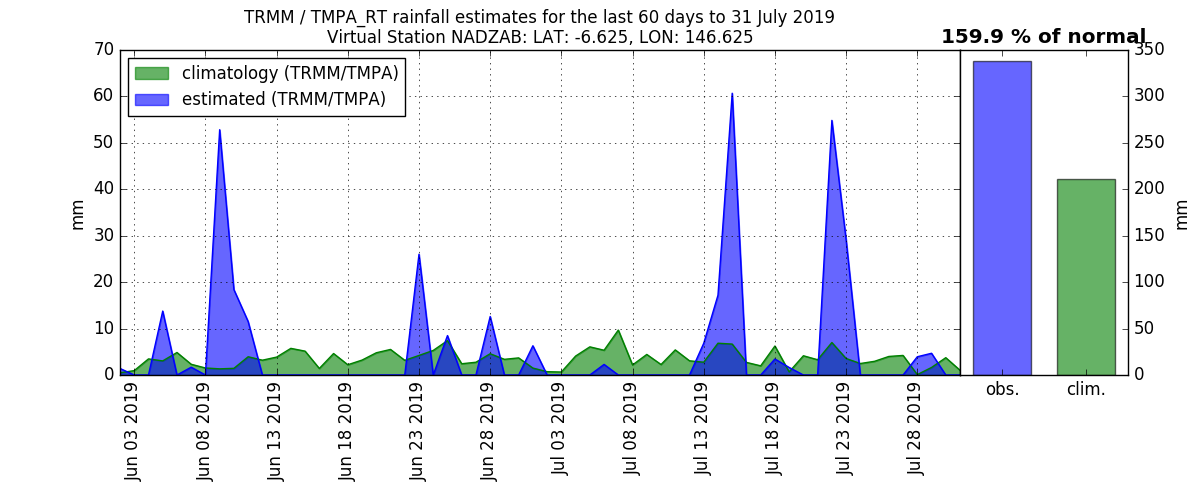 TRMM / TMPA_RT rainfall estimates for the last 60 days to 31 July 2019
Virtual Station NADZAB: LAT: -6.625, LON: 146.625
159.9 % of normal
climatology (TRMM/TMPA)
estimated (TRMM/TMPA)
70
60
50
40
30
20
10
0
mm
Jun 03 2019
Jun 08 2019
Jun 13 2019
Jun 18 2019
Jun 23 2019
Jun 28 2019
Jul 03 2019
Jul 08 2019
Jul 13 2019
Jul 18 2019
Jul 23 2019
Jul 28 2019
obs.
clim.
350
300
250
200
150
100
50
0
mm